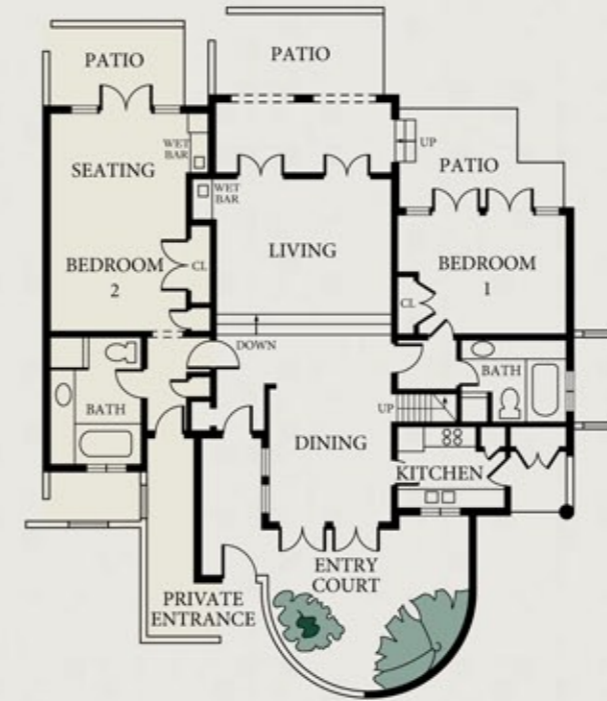 PATIO
PATIO
WET
BAR
UP
PATIO
SEATING
WET
BAR
LIVING
BEDROOM
2
CL
BEDROOM
1
CL
DOWN
BATH
BATH
UP
DINING
KITCHEN
ENTRY
COURT
PRIVATE
ENTRANCE